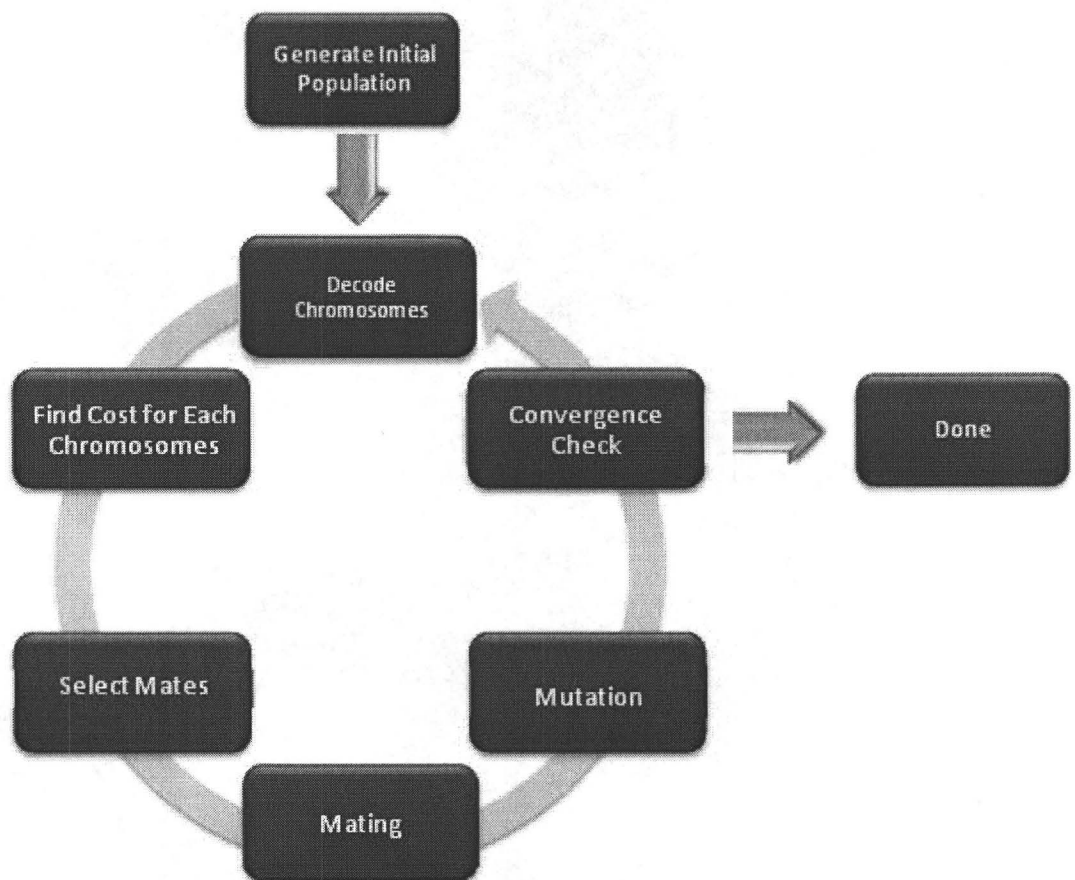 Generate Initial
Population
Decode
Chromosomes
Find Cost for Each
Chromosomes
Convergence
Check
Done
Select Mates
Mutation
Mating